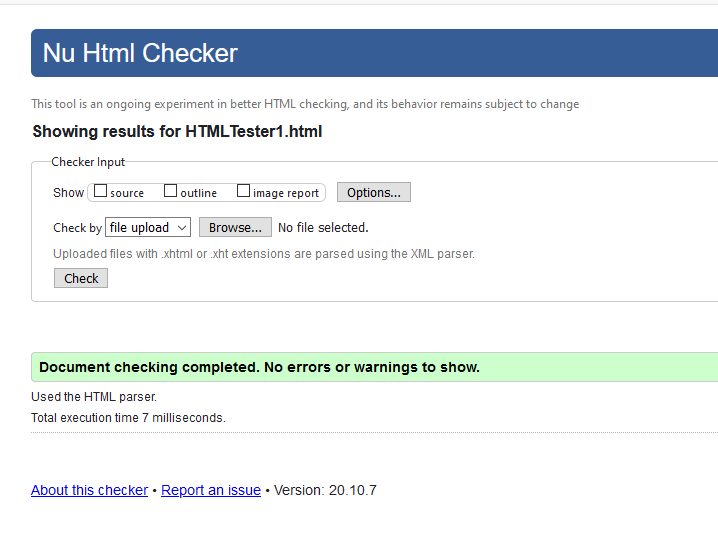 Nu Html Checker
This tool is an ongoing experiment in better HTML checking, and its behavior remains subject to change
Showing results for HTMLTester1.html
Checker Input
Show source outline image report Options...
Check by file upload Browse... No file selected.
Uploaded files with .xhtml or .xht extensions are parsed using the XML parser.
Check
Document checking completed. No errors or warnings to show.
Used the HTML parser.
Total execution time 7 milliseconds.
About this checker • Report an issue • Version: 20.10.7